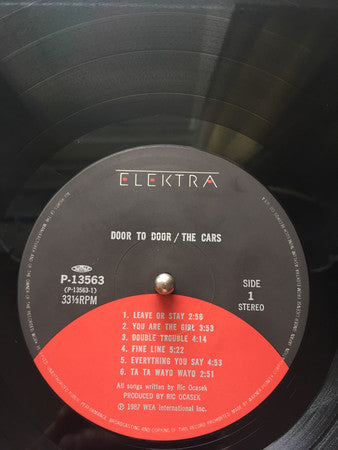 ELEKTRA
DOOR TO DOOR / THE CARS
P-13563
(P-13563-1)
33⅓RPM
SIDE
1
STEREO
1. LEAVE OR STAY 2:56
2. YOU ARE THE GIRL 3:53
3. DOUBLE TROUBLE 4:14
4. FINE LINE 5:22
5. EVERYTHING YOU SAY 4:53
6. TA TA WAYO WAYO 2:51
All songs written by Ric Ocasek
PRODUCED BY RIC OCASEK
℗ 1987 WEA International Inc.